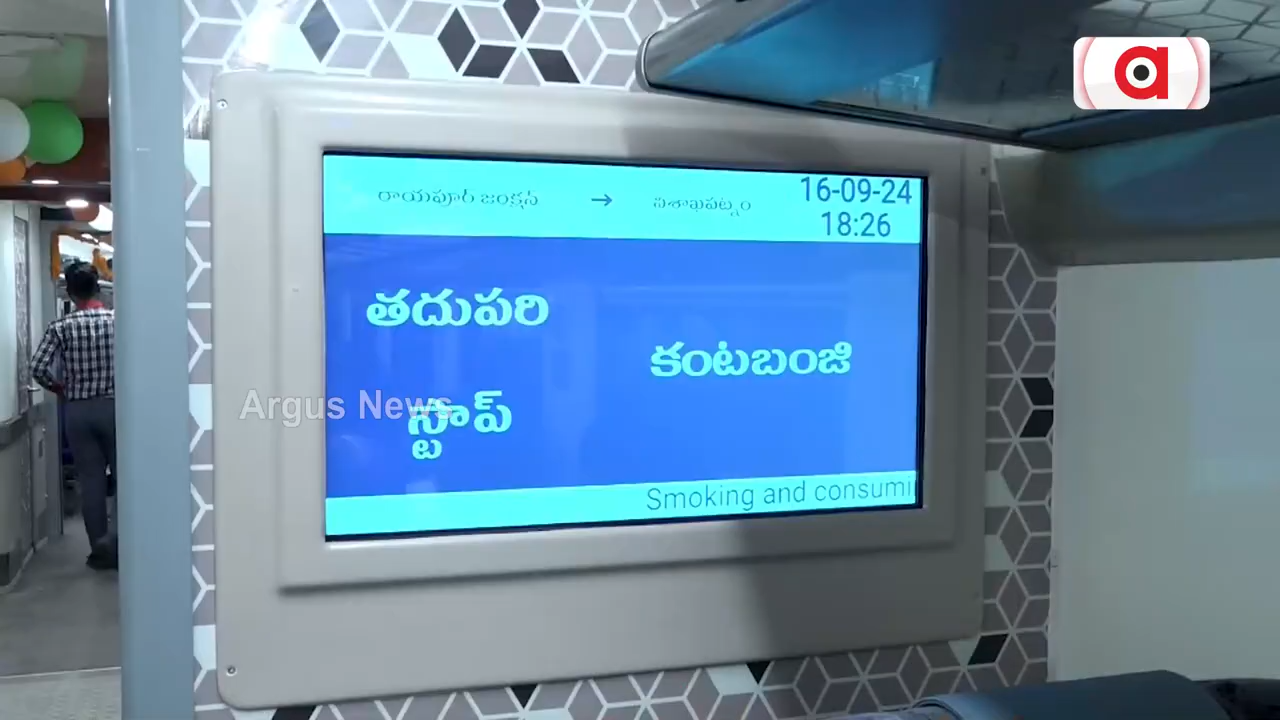 a
రాయపూర్ జంక్షన్ → విశాఖపట్నం
16-09-24
18:26
తదుపరి
స్టాప్
కంటబంజి
Argus News
Smoking and consumi